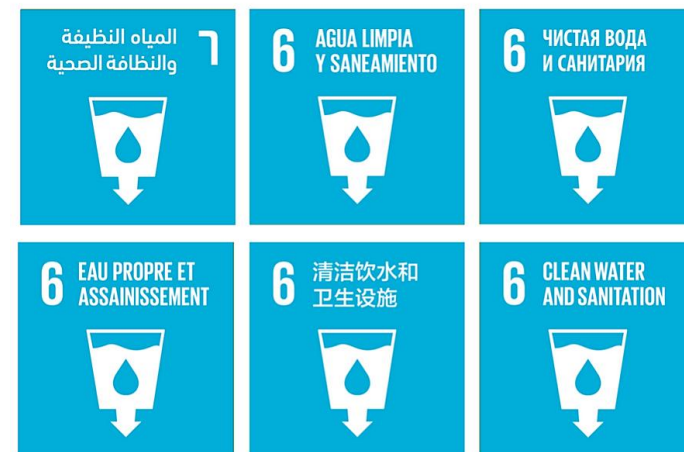 ٦ المياه النظيفة
والنظافة الصحية
6 AGUA LIMPIA
Y SANEAMIENTO
6 ЧИСТАЯ ВОДА
И САНИТАРИЯ
6 EAU PROPRE ET
ASSAINISSEMENT
6 清洁饮水和
卫生设施
6 CLEAN WATER
AND SANITATION